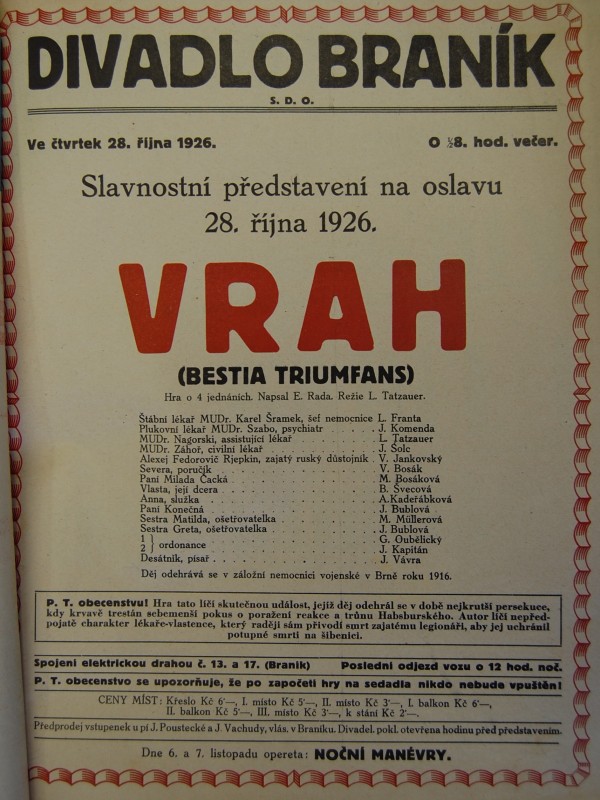 DIVADLO BRANÍK
S. D. O.
Ve čtvrtek 28. října 1926. O ½8. hod. večer.
Slavnostní představení na oslavu
28. října 1926.
VRAH
(BESTIA TRIUMFANS)
Hra o 4 jednáních. Napsal E. Rada. Režie L. Tatzauer.
Štábní lékař MUDr. Karel Šramek, šef nemocnice L. Franta
Plukovní lékař MUDr. Szabo, psychiatr . . . . . J. Komenda
MUDr. Nagorski, assistující lékař . . . . . . . . L. Tatzauer
MUDr. Záhoř, civilní lékař . . . . . . . . . . . J. Šolc
Alexej Fedorovič Rjepkin, zajatý ruský důstojník . V. Jankovský
Severa, poručík . . . . . . . . . . . . . . . . V. Bosák
Paní Milada Čacká . . . . . . . . . . . . . . . M. Bosáková
Vlasta, její dcera . . . . . . . . . . . . . . . B. Švecová
Anna, služka . . . . . . . . . . . . . . . . . A. Kadeřábková
Paní Konečná . . . . . . . . . . . . . . . . . J. Bublová
Sestra Matilda, ošetřovatelka . . . . . . . . . . M. Müllerová
Sestra Greta, ošetřovatelka . . . . . . . . . . . J. Bublová
1 } ordonance . . . . . . . . . . . . . . . . G. Oubělický
2 } J. Kapitán
Desátník, písař . . . . . . . . . . . . . . . . J. Vávra
Děj odehrává se v záložní nemocnici vojenské v Brně roku 1916.
P. T. obecenstvu! Hra tato líčí skutečnou událost, jejíž děj odehrál se v době nejkrutší persekuce,
kdy krvavě trestán sebemenší pokus o poražení reakce a trůnu Habsburského. Autor líčí nepřed-
pojatě charakter lékaře-vlastence, který raději sám přivodí smrt zajatému legionáři, aby jej uchránil
potupné smrti na šibenici.
Spojení elektrickou drahou č. 13. a 17. (Braník) Poslední odjezd vozu o 12 hod. noč.
P. T. obecenstvo se upozorňuje, že po započetí hry na sedadla nikdo nebude vpuštěn!
CENY MÍST: Křeslo Kč 6'—, I. místo Kč 5'—, II. místo Kč 3'—, I. balkon Kč 6'—,
II. balkon Kč 5'—, III. místo Kč 3'—, k stání Kč 2'—.
Předprodej vstupenek u pí J. Poustecké a J. Vachudy, vlás. v Braníku. Divadel. pokl. otevřena hodinu před představením.
Dne 6. a 7. listopadu opereta: NOČNÍ MANÉVRY.